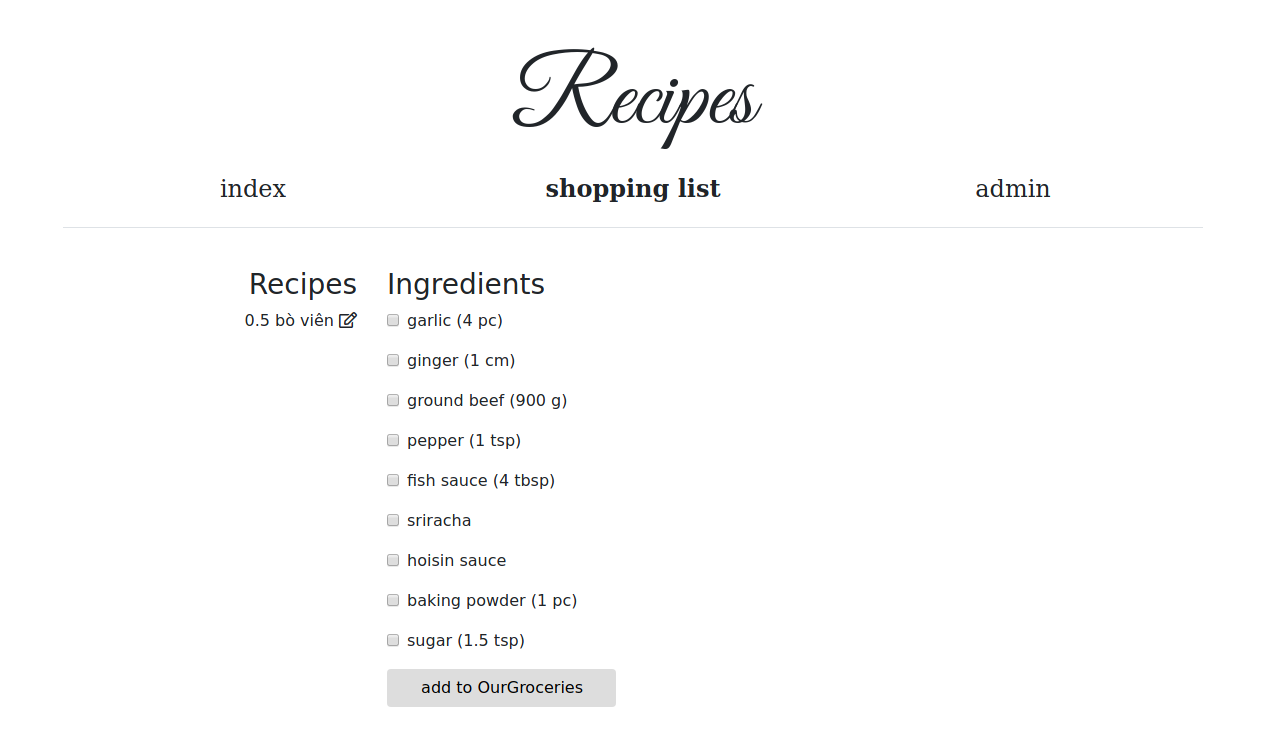 Recipes
index shopping list admin
Recipes
0.5 bò viên
Ingredients
garlic (4 pc)
ginger (1 cm)
ground beef (900 g)
pepper (1 tsp)
fish sauce (4 tbsp)
sriracha
hoisin sauce
baking powder (1 pc)
sugar (1.5 tsp)
add to OurGroceries